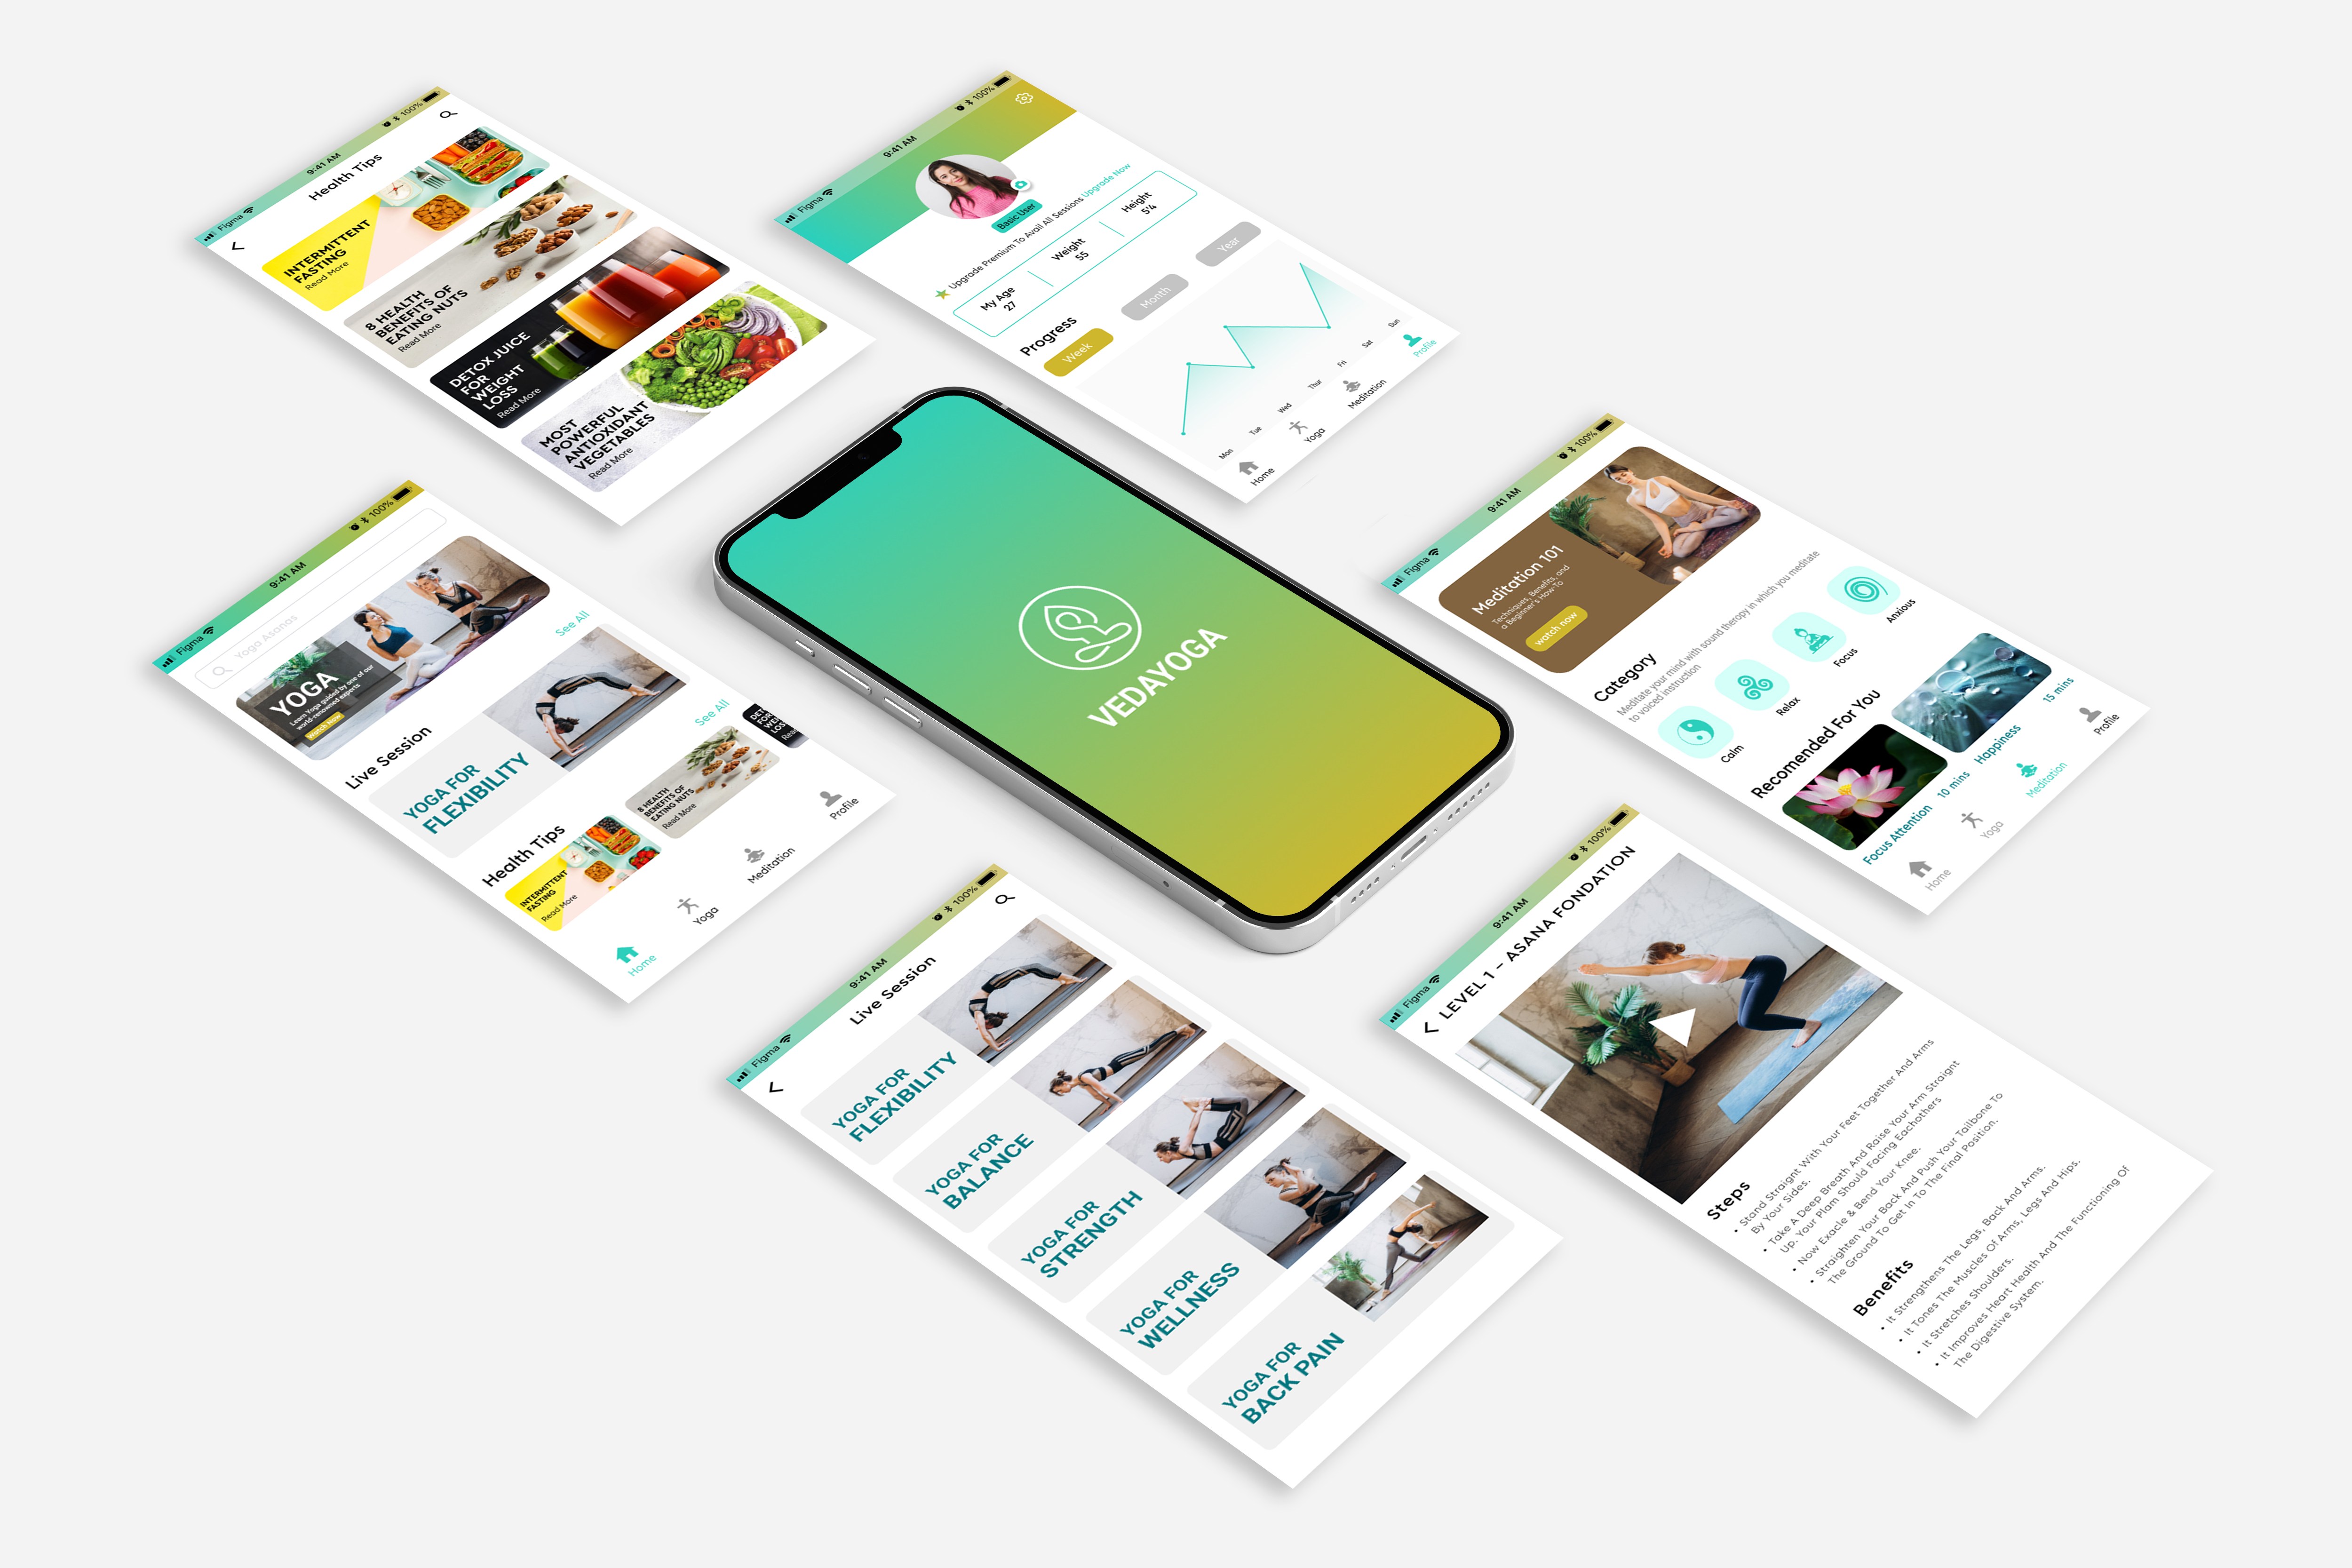 Figma
9:41 AM
100%
Health Tips
INTERMITTENT
FASTING
Read More
8 HEALTH
BENEFITS OF
EATING NUTS
Read More
DETOX JUICE
FOR
WEIGHT
LOSS
Read More
MOST
POWERFUL
ANTIOXIDANT
VEGETABLES
Read More
Figma
9:41 AM
100%
Basic User
Upgrade Premium To Avail All Sessions Upgrade Now
My Age
27
Weight
55
Height
5'4
Progress
Week
Month
Year
Mon
Tue
Wed
Thur
Fri
Sat
Sun
Home
Yoga
Meditation
Profile
Figma
9:41 AM
100%
Yoga Asanas
YOGA
Learn Yoga guided by one of our
world-renowned experts
Watch Now
Live Session
See All
YOGA FOR
FLEXIBILITY
Health Tips
See All
INTERMITTENT
FASTING
Read More
8 HEALTH
BENEFITS OF
EATING NUTS
Read More
DET
FOR
WEI
LOS
Read
Home
Yoga
Meditation
Profile
VEDAYOGA
Figma
9:41 AM
100%
Meditation 101
Techniques, Benefits, and
a Beginner's How-To
watch now
Category
Meditate your mind with sound therapy in which you meditate
to voiced instruction
Calm
Relax
Focus
Anxious
Recomended For You
Focus Attention
10 mins
Happiness
15 mins
Home
Yoga
Meditation
Profile
Figma
9:41 AM
100%
Live Session
YOGA FOR
FLEXIBILITY
YOGA FOR
BALANCE
YOGA FOR
STRENGTH
YOGA FOR
WELLNESS
YOGA FOR
BACK PAIN
Figma
9:41 AM
100%
LEVEL 1 - ASANA FONDATION
Steps
• Stand Straight With Your Feet Together And Arms
By Your Sides.
• Take A Deep Breath And Raise Your Arm Straignt
Up. Your Plam Should Facing Eachothers
• Now Exacle & Bend Your Knee.
• Straighten Your Back And Push Your Tailbone To
The Ground To Get In To The Final Position.
Benefits
• It Strengthens The Legs, Back And Arms.
• It Tones The Muscles Of Arms, Legs And Hips.
• It Stretches Shoulders.
• It Improves Heart Health And The Functioning Of
The Digestive System.